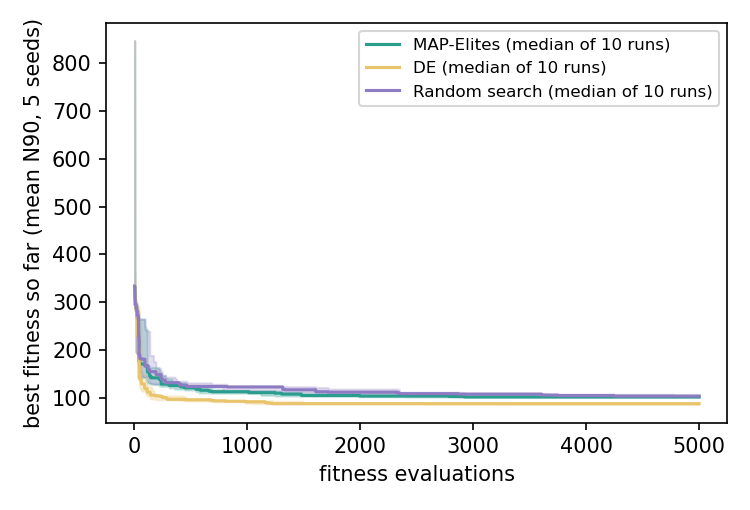 MAP-Elites (median of 10 runs)
DE (median of 10 runs)
Random search (median of 10 runs)
best fitness so far (mean N90, 5 seeds)
800
700
600
500
400
300
200
100
0 1000 2000 3000 4000 5000
fitness evaluations